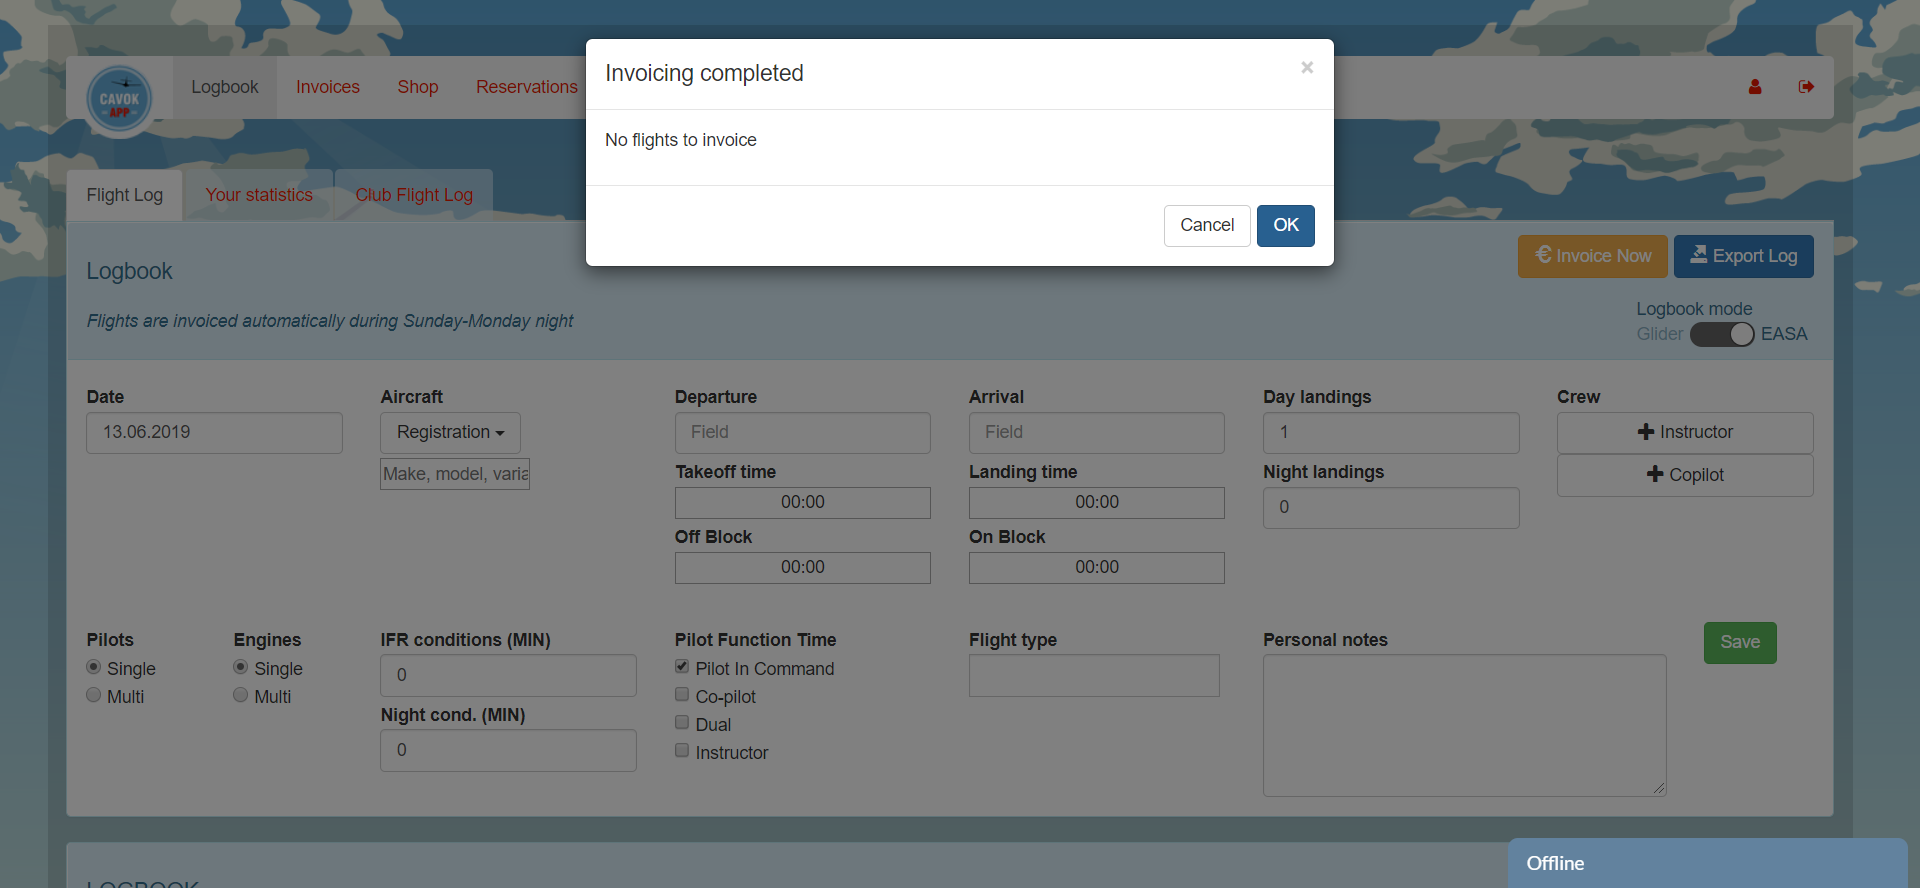 Invoicing completed
×
No flights to invoice
Cancel
OK
CAVOK
APP
Logbook
Invoices
Shop
Reservations
Flight Log
Your statistics
Club Flight Log
Logbook
€ Invoice Now
Export Log
Flights are invoiced automatically during Sunday-Monday night
Logbook mode
Glider
EASA
Date
Aircraft
Departure
Arrival
Day landings
Crew
13.06.2019
Registration
Field
Field
1
Instructor
Make, model, varia
Takeoff time
Landing time
Night landings
Copilot
00:00
00:00
0
Off Block
On Block
00:00
00:00
Pilots
Engines
IFR conditions (MIN)
Pilot Function Time
Flight type
Personal notes
Save
Single
Single
0
Pilot In Command
Multi
Multi
Co-pilot
Night cond. (MIN)
Dual
0
Instructor
LOGBOOK
Offline